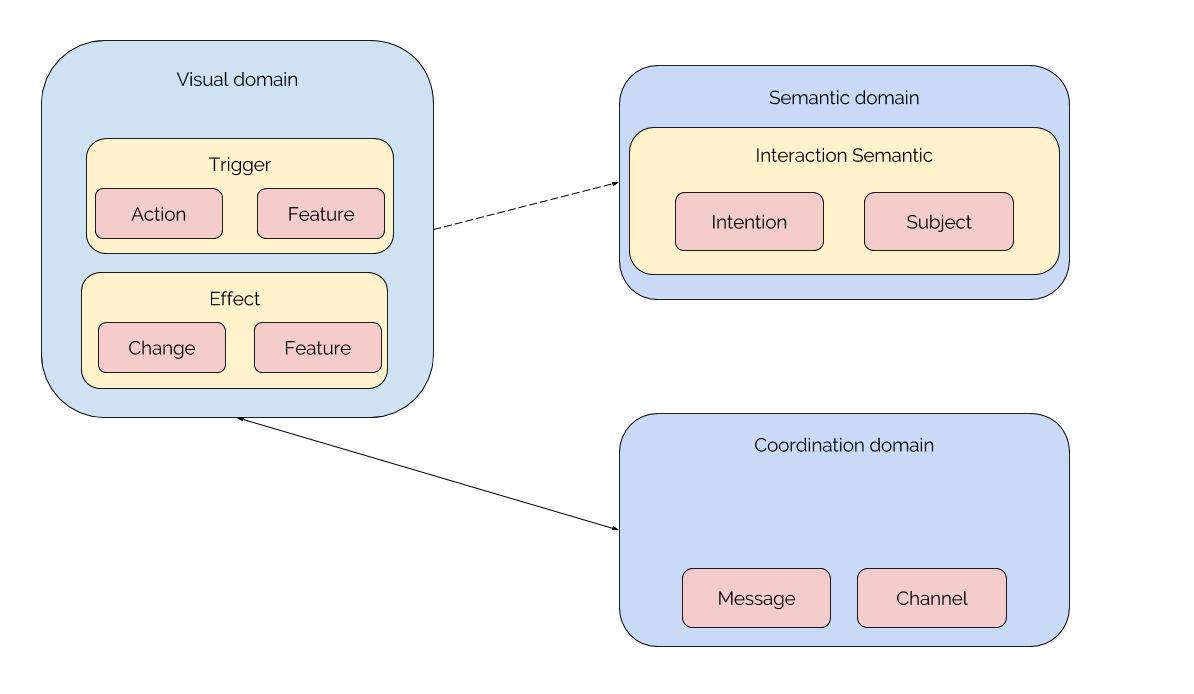 Visual domain
Trigger
Action
Feature
Effect
Change
Feature
Semantic domain
Interaction Semantic
Intention
Subject
Coordination domain
Message
Channel